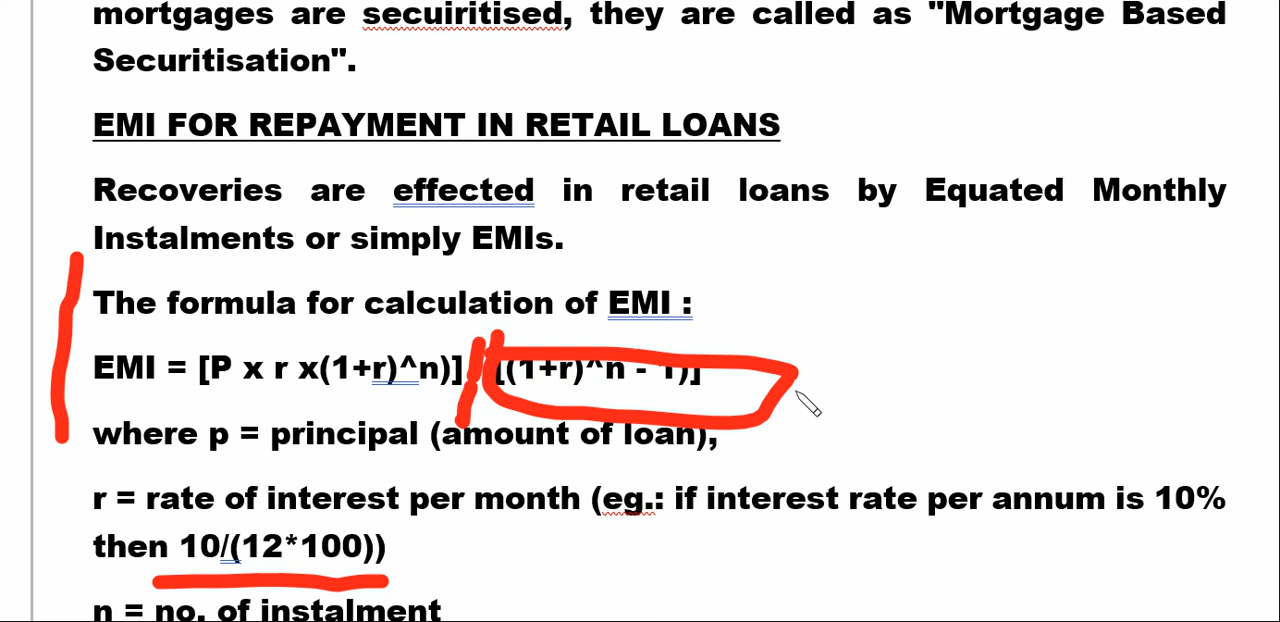 mortgages are secuiritised, they are called as "Mortgage Based
Securitisation".
EMI FOR REPAYMENT IN RETAIL LOANS
Recoveries are effected in retail loans by Equated Monthly
Instalments or simply EMIs.
The formula for calculation of EMI :
EMI = [P x r x(1+r)^n)] [(1+r)^n - 1)]
where p = principal (amount of loan),
r = rate of interest per month (eg.: if interest rate per annum is 10%
then 10/(12*100))
n = no. of instalment